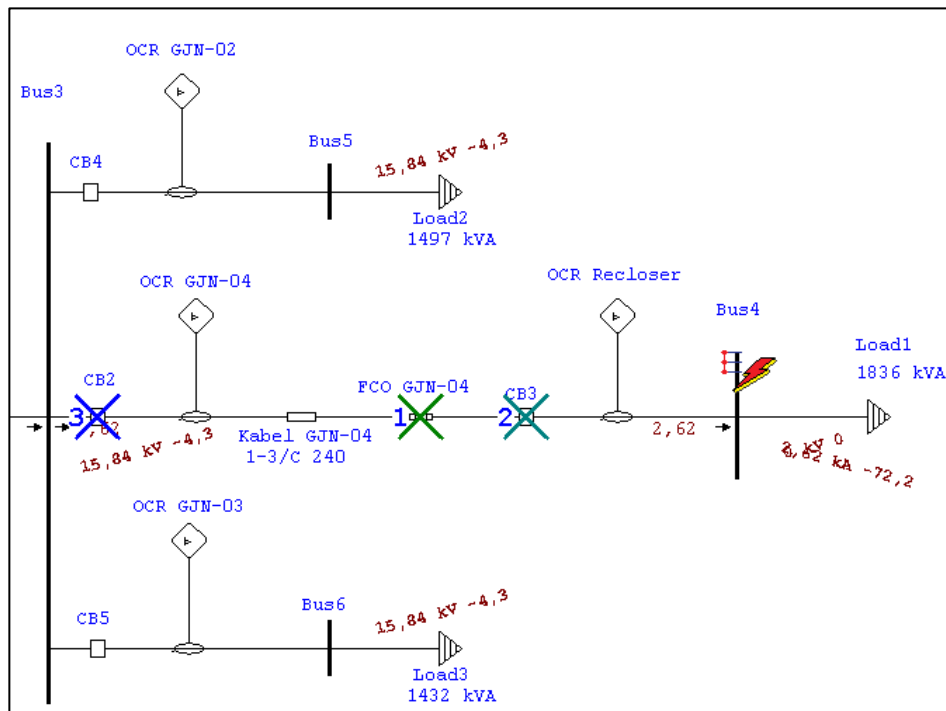 OCR GJN-02
Bus3
CB4
Bus5
15,84 kV -4,3
Load2
1497 kVA
OCR GJN-04
OCR Recloser
Bus4
Load1
1836 kVA
CB2
FCO GJN-04
CB3
3
1
2
,62
15,84 kV -4,3
Kabel GJN-04
1-3/C 240
2,62
kV 0
kA -72,2
OCR GJN-03
CB5
Bus6
15,84 kV -4,3
Load3
1432 kVA